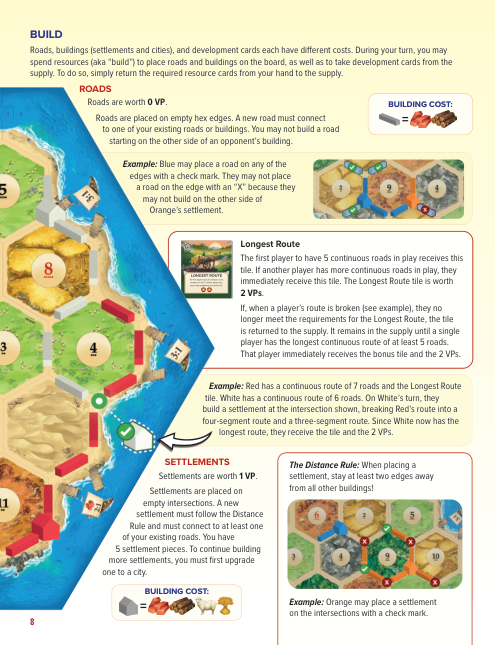 BUILD
Roads, buildings (settlements and cities), and development cards each have different costs. During your turn, you may
spend resources (aka “build”) to place roads and buildings on the board, as well as to take development cards from the
supply. To do so, simply return the required resource cards from your hand to the supply.
ROADS
Roads are worth 0 VP.
Roads are placed on empty hex edges. A new road must connect
to one of your existing roads or buildings. You may not build a road
starting on the other side of an opponent’s building.
BUILDING COST:
=
Example: Blue may place a road on any of the
edges with a check mark. They may not place
a road on the edge with an “X” because they
may not build on the other side of
Orange’s settlement.
9
4
5
3:1
8
3
4
3:1
11
LONGEST ROUTE
Longest Route
The first player to have 5 continuous roads in play receives this
tile. If another player has more continuous roads in play, they
immediately receive this tile. The Longest Route tile is worth
2 VPs.
If, when a player’s route is broken (see example), they no
longer meet the requirements for the Longest Route, the tile
is returned to the supply. It remains in the supply until a single
player has the longest continuous route of at least 5 roads.
That player immediately receives the bonus tile and the 2 VPs.
Example: Red has a continuous route of 7 roads and the Longest Route
tile. White has a continuous route of 6 roads. On White’s turn, they
build a settlement at the intersection shown, breaking Red’s route into a
four-segment route and a three-segment route. Since White now has the
longest route, they receive the tile and the 2 VPs.
SETTLEMENTS
Settlements are worth 1 VP.
Settlements are placed on
empty intersections. A new
settlement must follow the Distance
Rule and must connect to at least one
of your existing roads. You have
5 settlement pieces. To continue building
more settlements, you must first upgrade
one to a city.
BUILDING COST:
=
The Distance Rule: When placing a
settlement, stay at least two edges away
from all other buildings!
6
5
3
4
9
10
X
X
X
X
Example: Orange may place a settlement
on the intersections with a check mark.
8